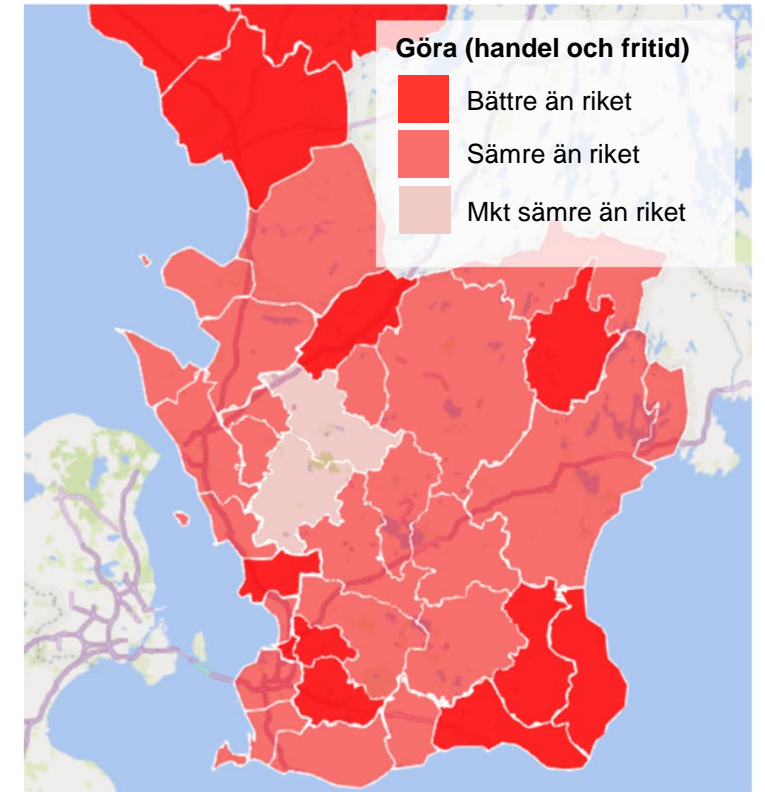 Göra (handel och fritid)
Bättre än riket
Sämre än riket
Mkt sämre än riket